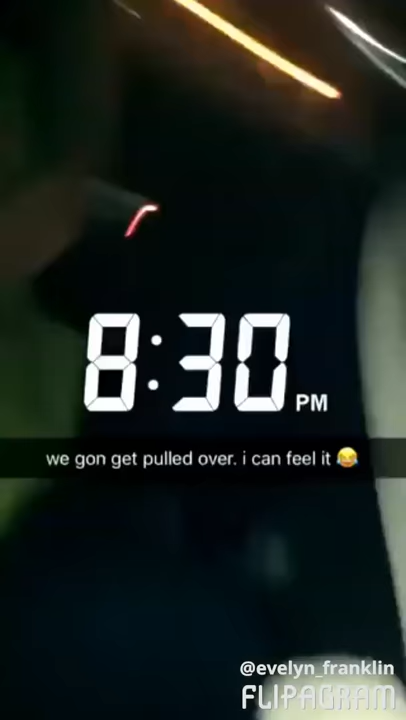 8:30 PM
we gon get pulled over. i can feel it 😂
@evelyn_franklin
FLIPAGRAM